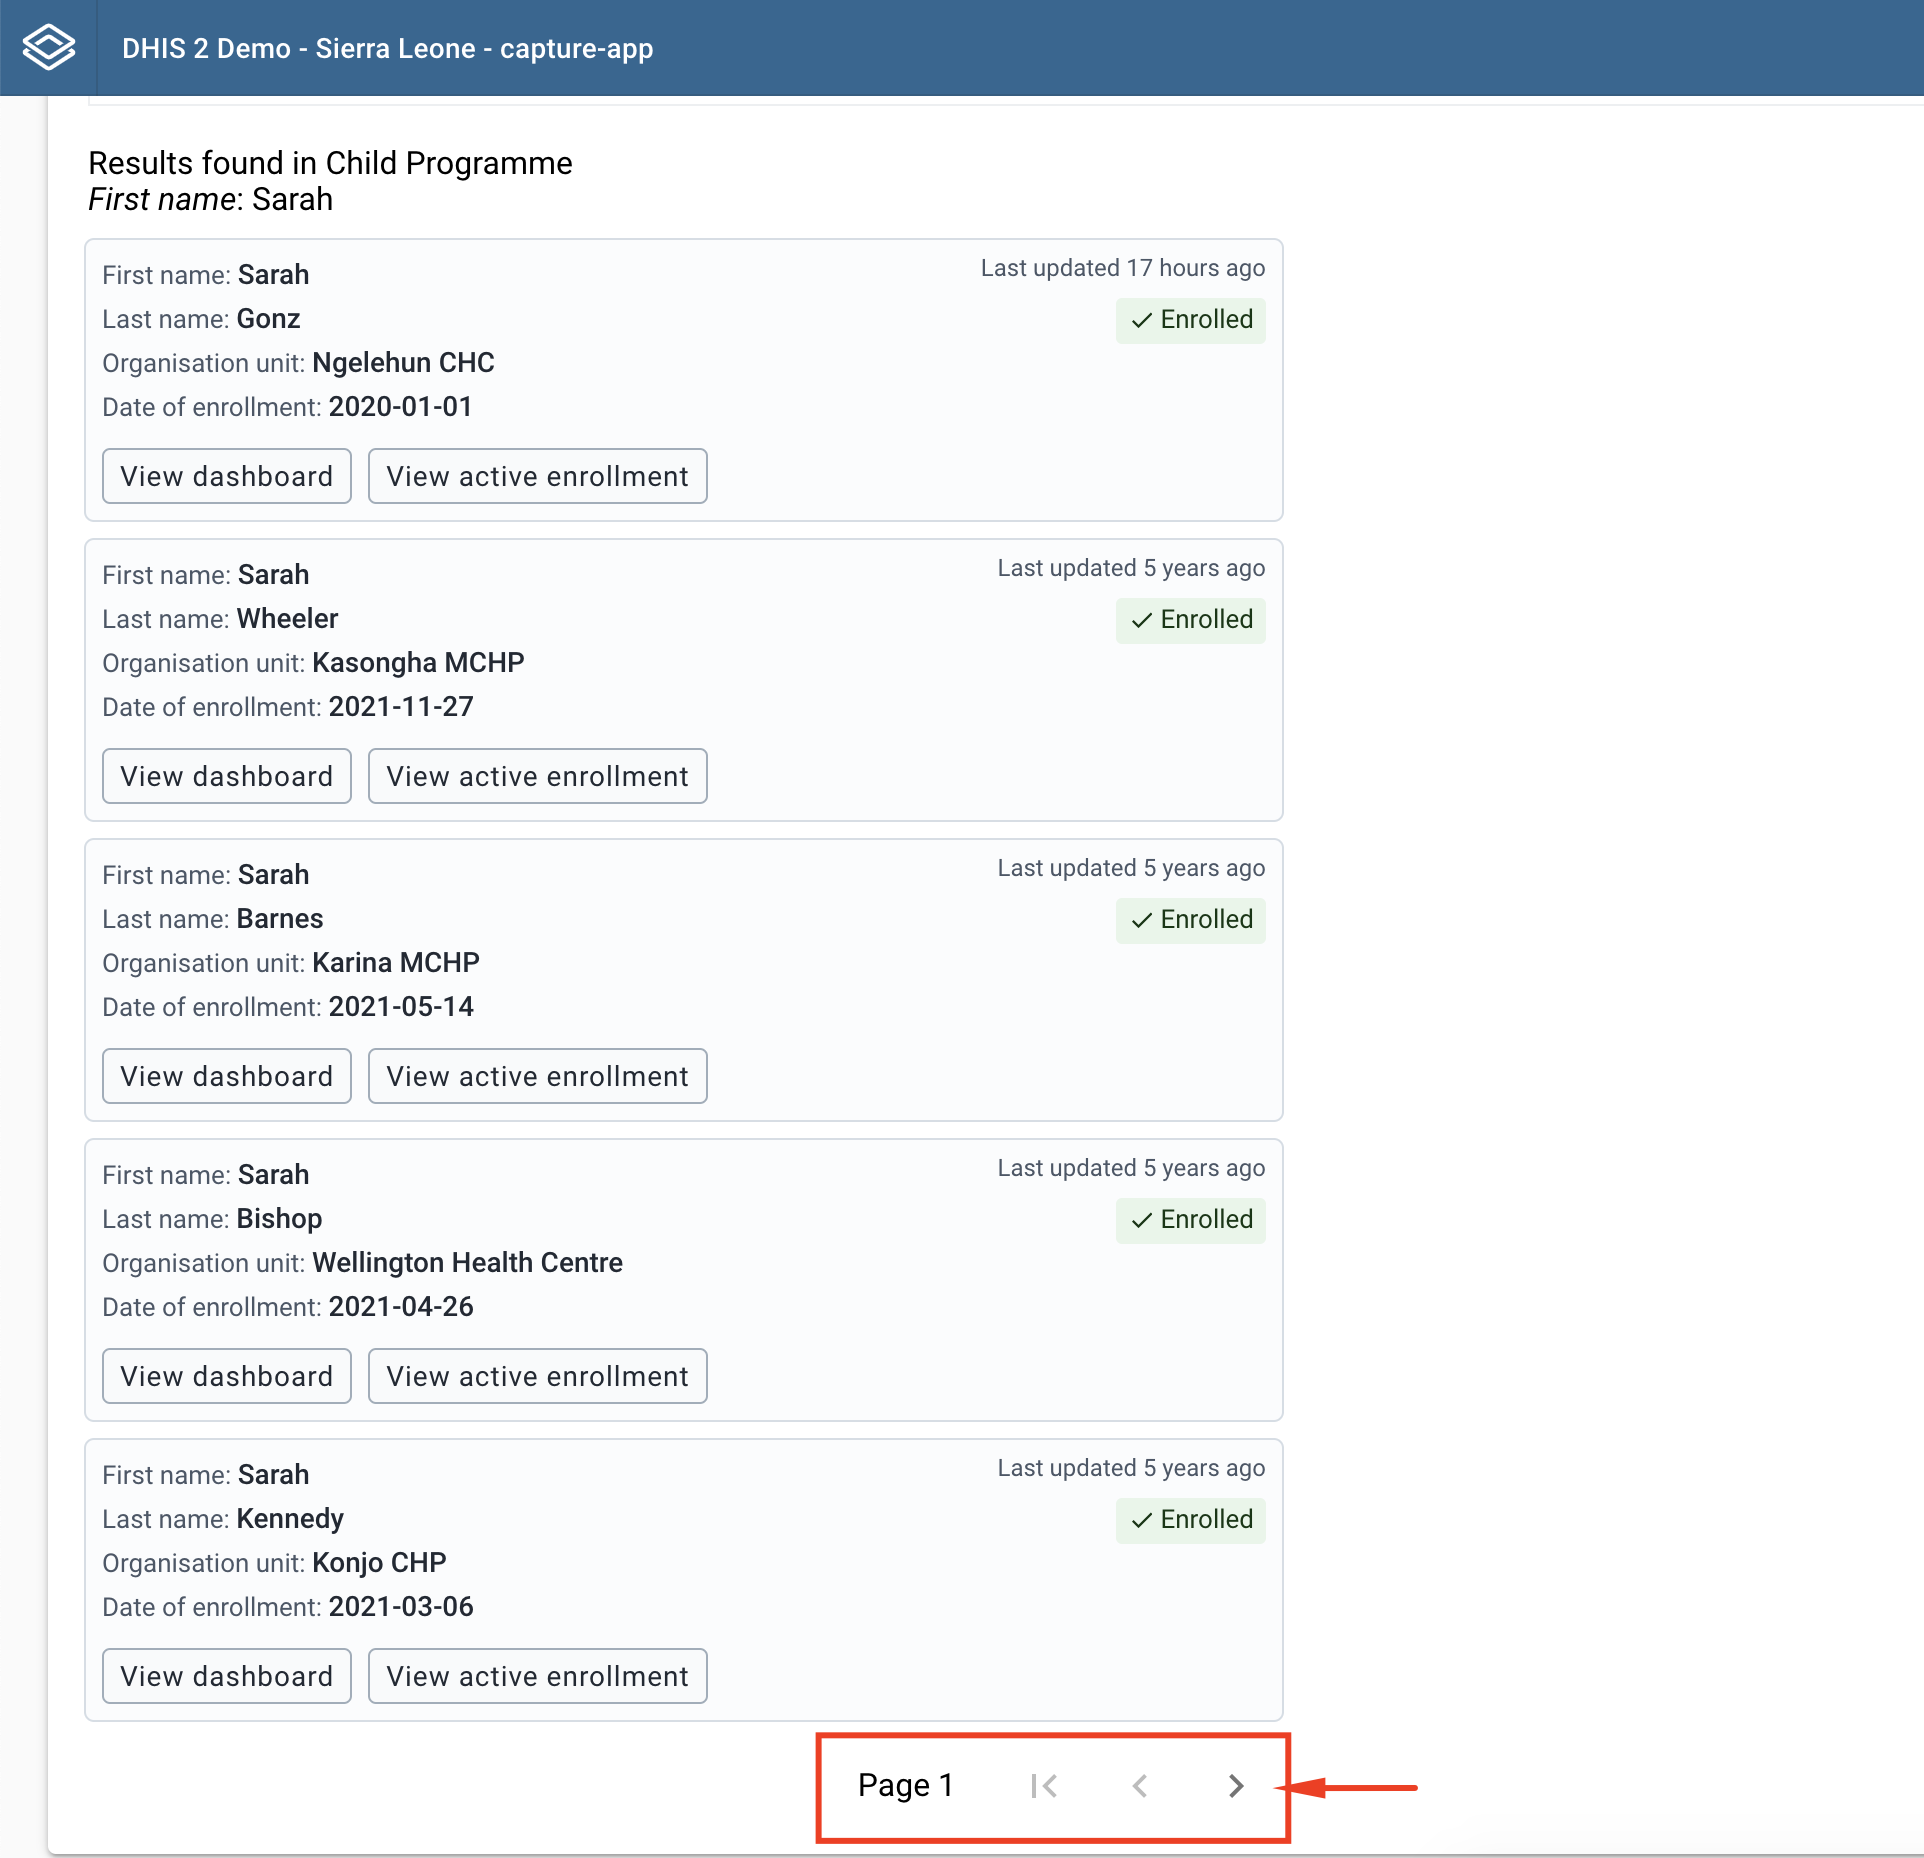 DHIS 2 Demo - Sierra Leone - capture-app
Results found in Child Programme
First name: Sarah
First name: Sarah
Last updated 17 hours ago
Last name: Gonz
Enrolled
Organisation unit: Ngelehun CHC
Date of enrollment: 2020-01-01
View dashboard
View active enrollment
First name: Sarah
Last updated 5 years ago
Last name: Wheeler
Enrolled
Organisation unit: Kasongha MCHP
Date of enrollment: 2021-11-27
View dashboard
View active enrollment
First name: Sarah
Last updated 5 years ago
Last name: Barnes
Enrolled
Organisation unit: Karina MCHP
Date of enrollment: 2021-05-14
View dashboard
View active enrollment
First name: Sarah
Last updated 5 years ago
Last name: Bishop
Enrolled
Organisation unit: Wellington Health Centre
Date of enrollment: 2021-04-26
View dashboard
View active enrollment
First name: Sarah
Last updated 5 years ago
Last name: Kennedy
Enrolled
Organisation unit: Konjo CHP
Date of enrollment: 2021-03-06
View dashboard
View active enrollment
Page 1